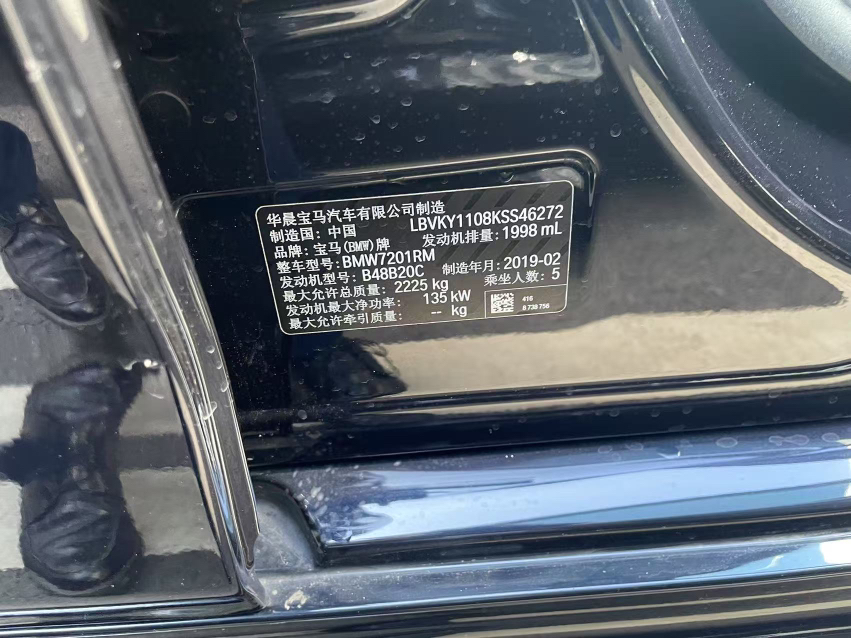 华晨宝马汽车有限公司制造
制造国: 中国 LBVKY1108KSS46272
品牌: 宝马(BMW)牌 发动机排量: 1998 mL
整车型号: BMW7201RM
发动机型号: B48B20C 制造年月: 2019-02
最大允许总质量: 2225 kg 乘坐人数: 5
发动机最大净功率: 135 kW
最大允许牵引质量: -- kg
416
8 738 756